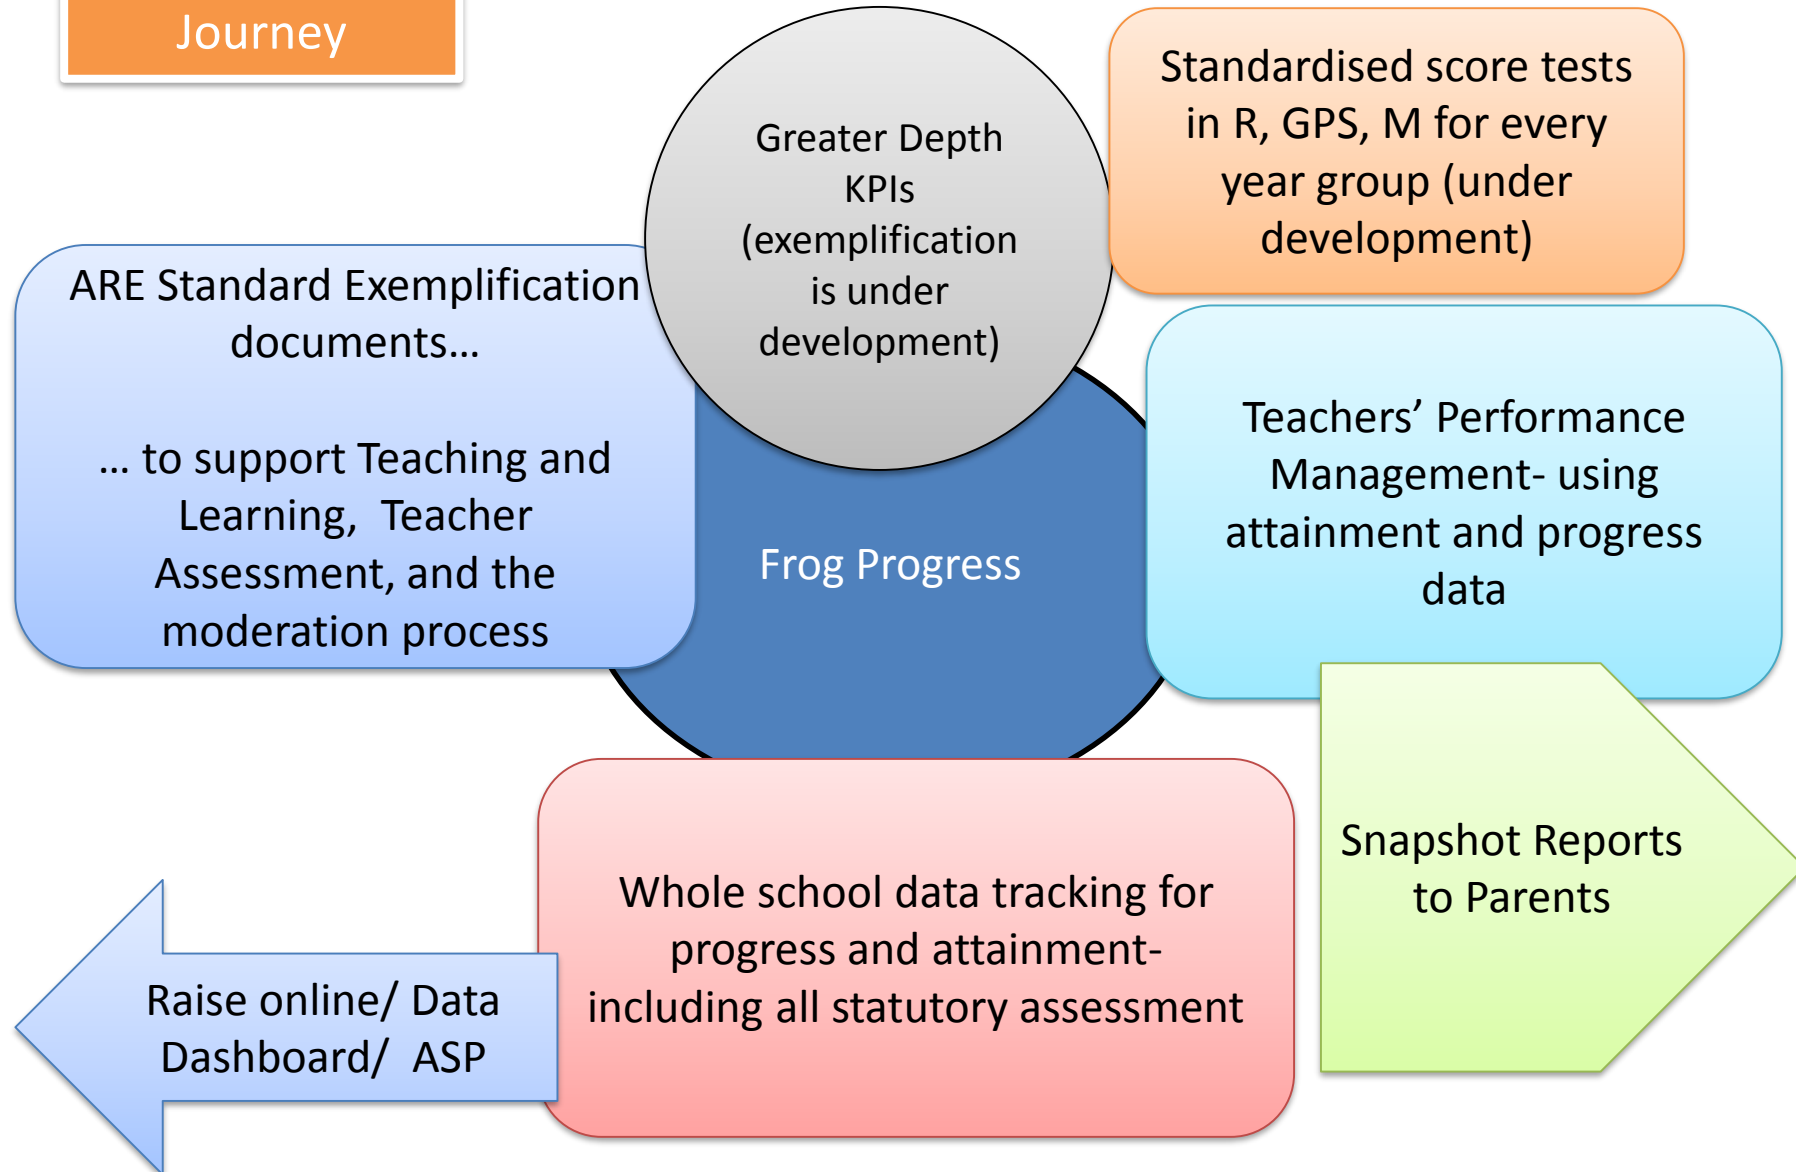 Journey
Greater Depth
KPIs
(exemplification
is under
development)
Standardised score tests
in R, GPS, M for every
year group (under
development)
ARE Standard Exemplification
documents…
… to support Teaching and
Learning,  Teacher
Assessment, and the
moderation process
Frog Progress
Teachers’ Performance
Management- using
attainment and progress
data
Snapshot Reports
to Parents
Whole school data tracking for
progress and attainment-
including all statutory assessment
Raise online/ Data
Dashboard/  ASP